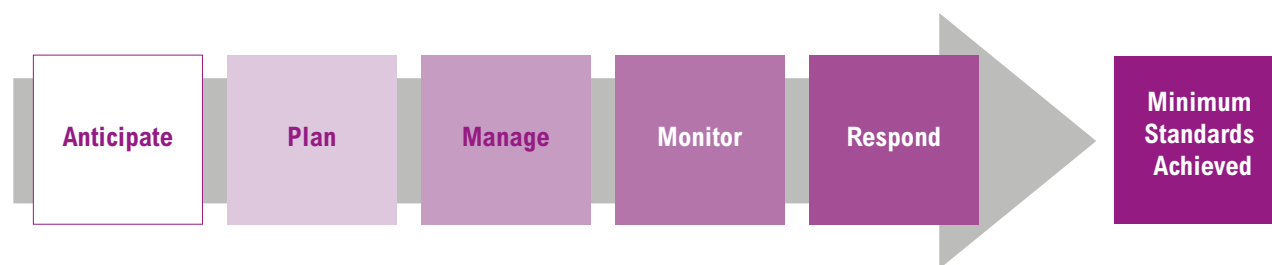 Anticipate
Plan
Manage
Monitor
Respond
Minimum
Standards
Achieved